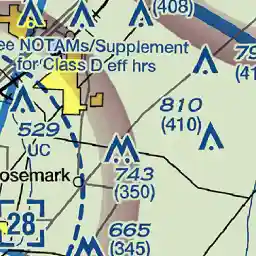 (408)
ee NOTAMs/Supplement
for Class D eff hrs
79
(41
810
(410)
529
UC
osemark
743
(350)
28
665
(345)